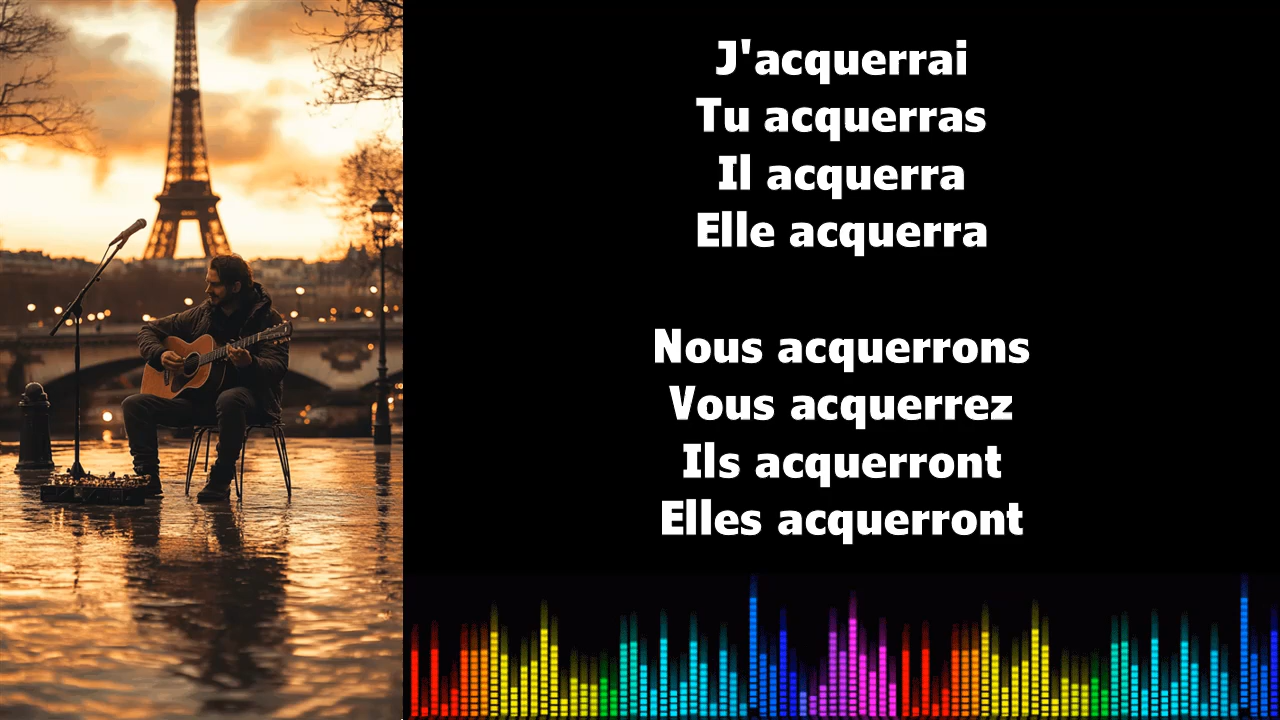 J'acquerrai
Tu acquerras
Il acquerra
Elle acquerra
Nous acquerrons
Vous acquerrez
Ils acquerront
Elles acquerront